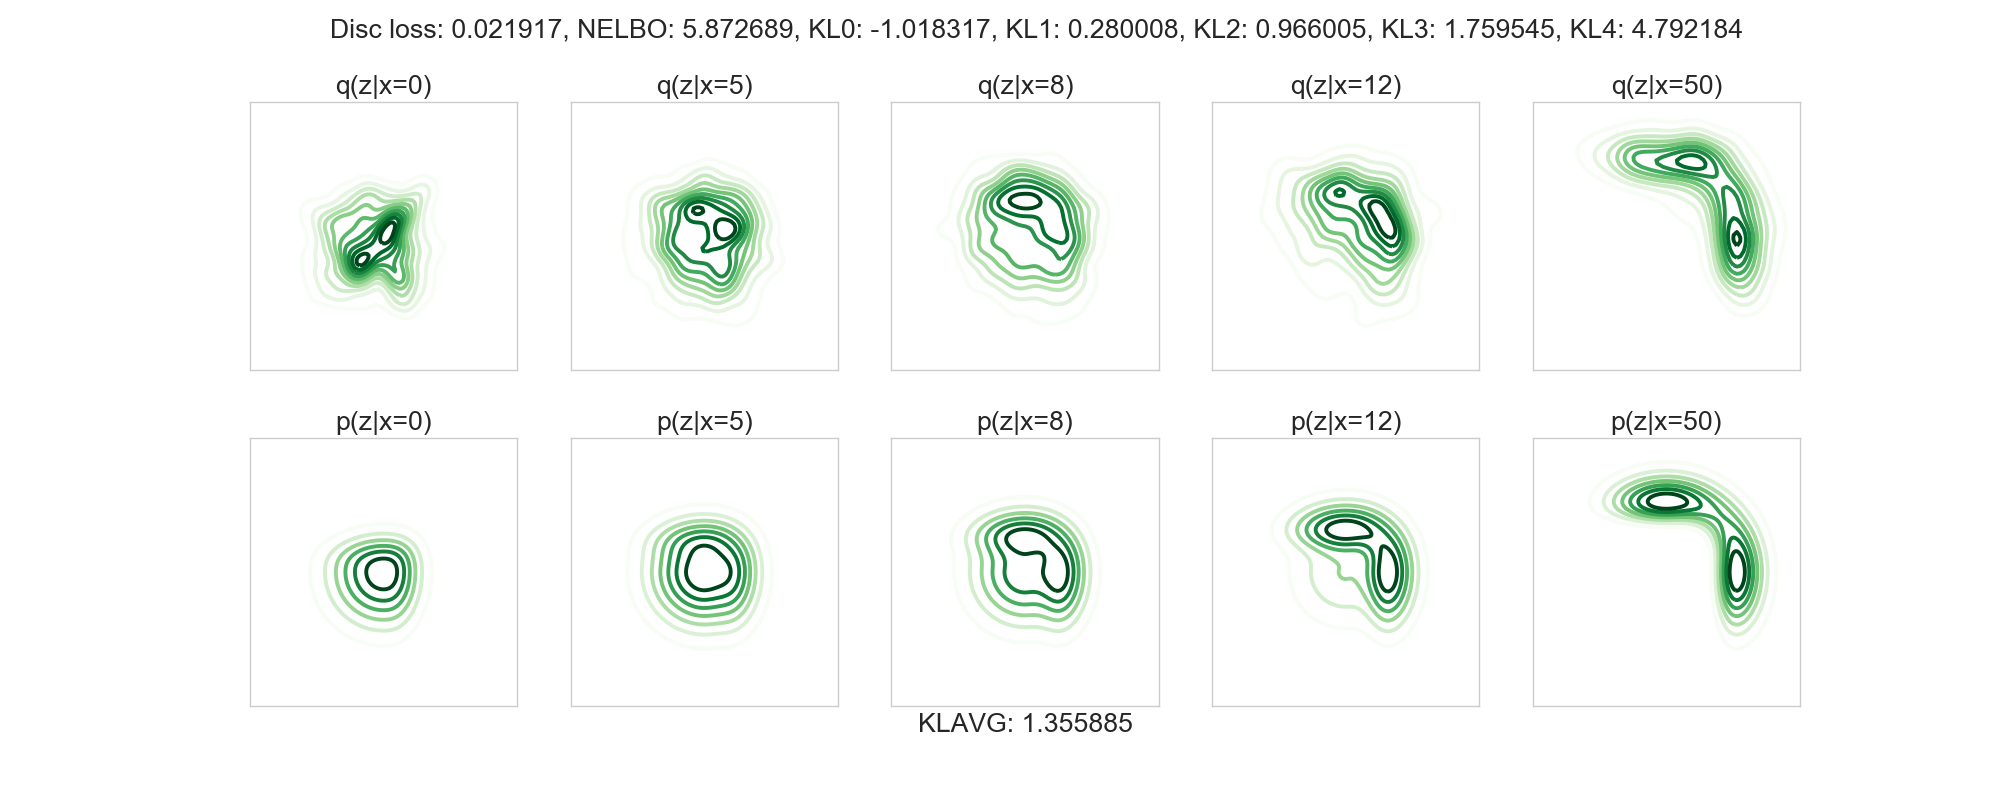 Disc loss: 0.021917, NELBO: 5.872689, KL0: -1.018317, KL1: 0.280008, KL2: 0.966005, KL3: 1.759545, KL4: 4.792184
q(z|x=0) q(z|x=5) q(z|x=8) q(z|x=12) q(z|x=50)
p(z|x=0) p(z|x=5) p(z|x=8) p(z|x=12) p(z|x=50)
KLAVG: 1.355885